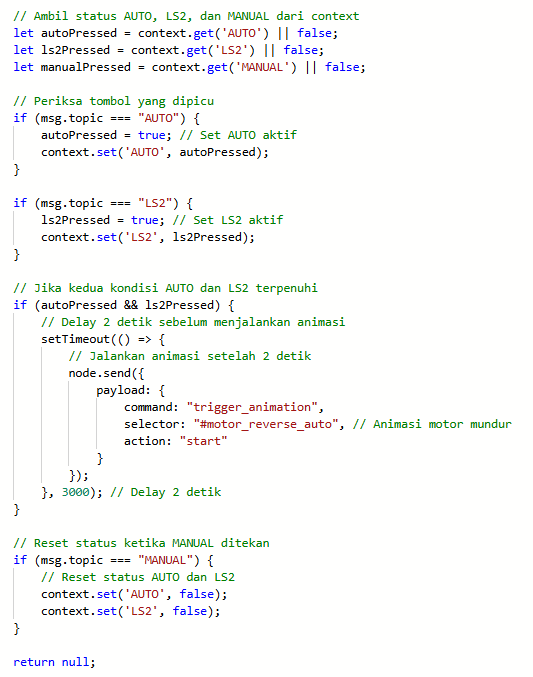 // Ambil status AUTO, LS2, dan MANUAL dari context
let autoPressed = context.get('AUTO') || false;
let ls2Pressed = context.get('LS2') || false;
let manualPressed = context.get('MANUAL') || false;

// Periksa tombol yang dipicu
if (msg.topic === "AUTO") {
    autoPressed = true; // Set AUTO aktif
    context.set('AUTO', autoPressed);
}

if (msg.topic === "LS2") {
    ls2Pressed = true; // Set LS2 aktif
    context.set('LS2', ls2Pressed);
}

// Jika kedua kondisi AUTO dan LS2 terpenuhi
if (autoPressed && ls2Pressed) {
    // Delay 2 detik sebelum menjalankan animasi
    setTimeout(() => {
        // Jalankan animasi setelah 2 detik
        node.send({
            payload: {
                command: "trigger_animation",
                selector: "#motor_reverse_auto", // Animasi motor mundur
                action: "start"
            }
        });
    }, 3000); // Delay 2 detik
}

// Reset status ketika MANUAL ditekan
if (msg.topic === "MANUAL") {
    // Reset status AUTO dan LS2
    context.set('AUTO', false);
    context.set('LS2', false);
}

return null;